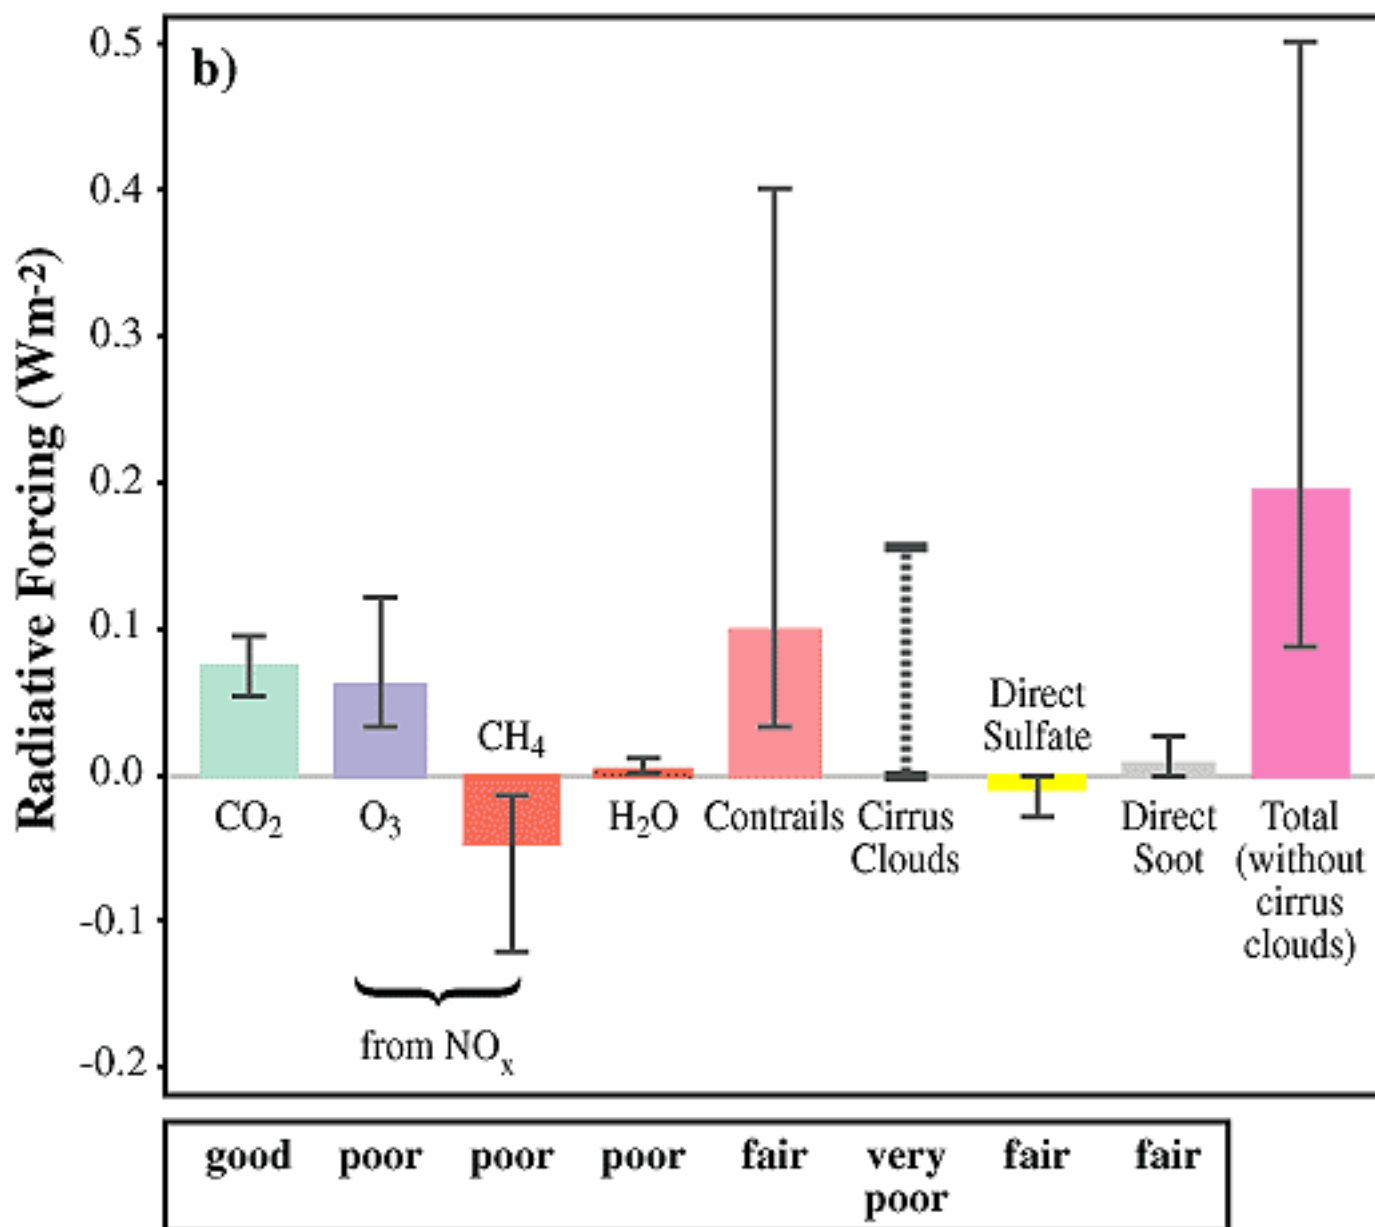 b)
Radiative Forcing (Wm-2)
0.5
0.4
0.3
0.2
0.1
0.0
-0.1
-0.2
CO2
O3
CH4
from NOx
H2O
Contrails
Cirrus
Clouds
Direct
Sulfate
Direct
Soot
Total
(without
cirrus
clouds)
good poor poor poor fair very fair fair
poor